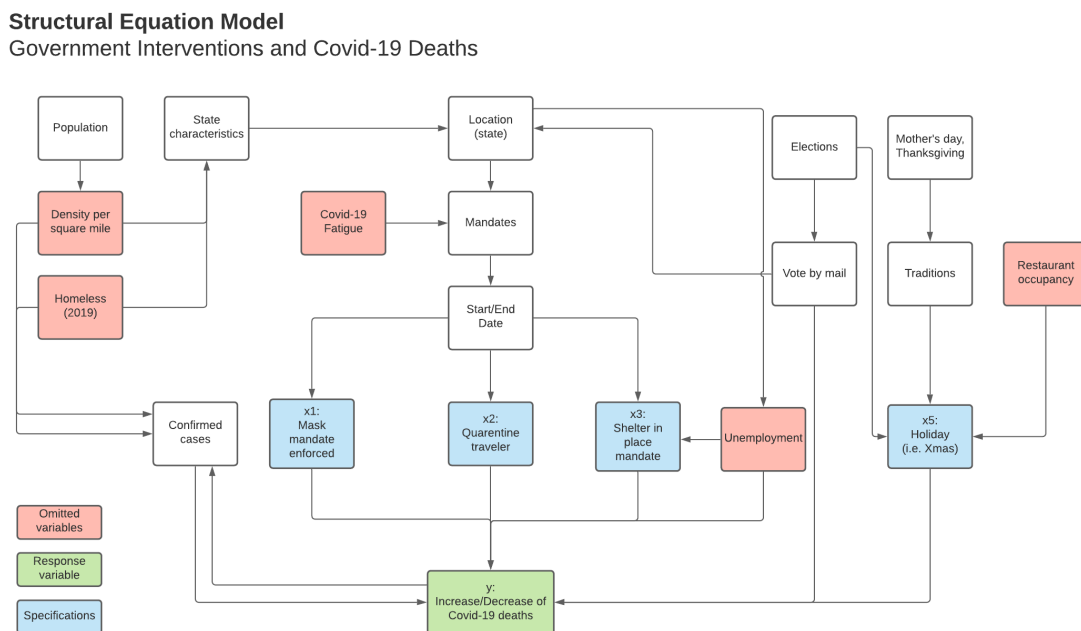 Structural Equation Model
Government Interventions and Covid-19 Deaths
Population
State
characteristics
Location
(state)
Elections
Mother's day,
Thanksgiving
Density per
square mile
Covid-19
Fatigue
Mandates
Vote by mail
Traditions
Restaurant
occupancy
Homeless
(2019)
Start/End
Date
Confirmed
cases
x1:
Mask
mandate
enforced
x2:
Quarentine
traveler
x3:
Shelter in
place
mandate
Unemployment
x5:
Holiday
(i.e. Xmas)
Omitted
variables
Response
variable
Specifications
y:
Increase/Decrease of
Covid-19 deaths